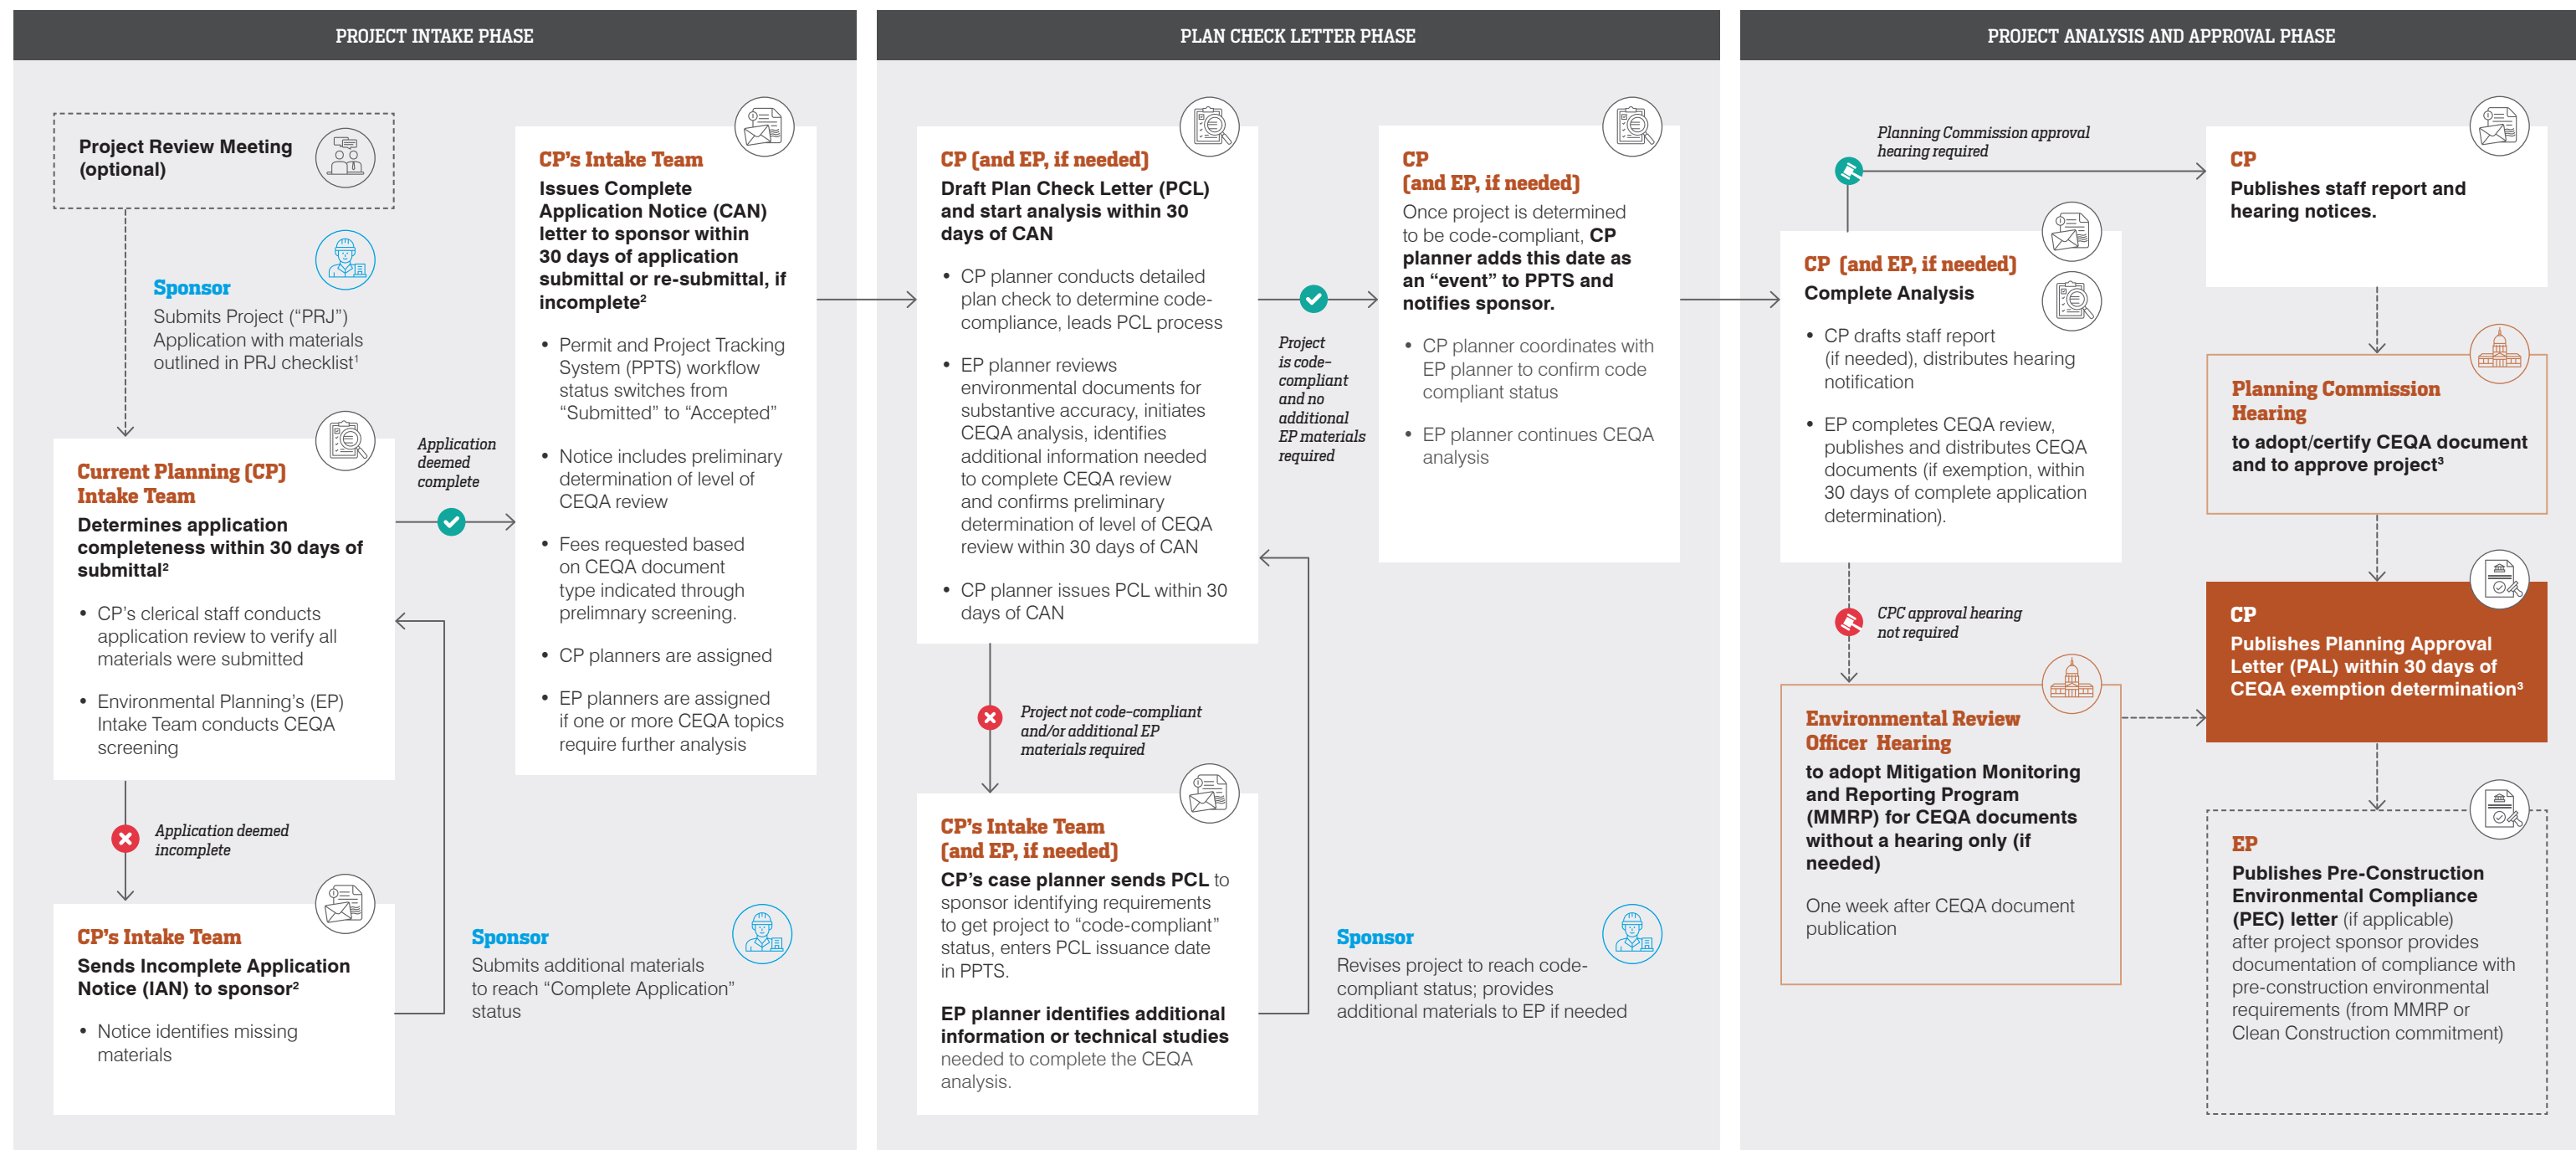 PROJECT INTAKE PHASE
Project Review Meeting
(optional)
Sponsor
Submits Project (“PRJ”)
Application with materials
outlined in PRJ checklist¹
Current Planning (CP)
Intake Team
Determines application
completeness within 30 days of
submittal²
• CP’s clerical staff conducts
application review to verify all
materials were submitted
• Environmental Planning’s (EP)
Intake Team conducts CEQA
screening
Application
deemed
complete
Application deemed
incomplete
CP’s Intake Team
Sends Incomplete Application
Notice (IAN) to sponsor²
• Notice identifies missing
materials
Sponsor
Submits additional materials
to reach “Complete Application”
status
CP’s Intake Team
Issues Complete
Application Notice (CAN)
letter to sponsor within
30 days of application
submittal or re-submittal, if
incomplete²
• Permit and Project Tracking
System (PPTS) workflow
status switches from
“Submitted” to “Accepted”
• Notice includes preliminary
determination of level of
CEQA review
• Fees requested based
on CEQA document
type indicated through
prelimnary screening.
• CP planners are assigned
• EP planners are assigned
if one or more CEQA topics
require further analysis
PLAN CHECK LETTER PHASE
CP (and EP, if needed)
Draft Plan Check Letter (PCL)
and start analysis within 30
days of CAN
• CP planner conducts detailed
plan check to determine code-
compliance, leads PCL process
• EP planner reviews
environmental documents for
substantive accuracy, initiates
CEQA analysis, identifies
additional information needed
to complete CEQA review
and confirms preliminary
determination of level of CEQA
review within 30 days of CAN
• CP planner issues PCL within 30
days of CAN
Project
is code-
compliant
and no
additional
EP materials
required
Project not code-compliant
and/or additional EP
materials required
CP’s Intake Team
(and EP, if needed)
CP’s case planner sends PCL to
sponsor identifying requirements
to get project to “code-compliant”
status, enters PCL issuance date
in PPTS.
EP planner identifies additional
information or technical studies
needed to complete the CEQA
analysis.
Sponsor
Revises project to reach code-
compliant status; provides
additional materials to EP if needed
CP
(and EP, if needed)
Once project is determined
to be code-compliant, CP
planner adds this date as
an “event” to PPTS and
notifies sponsor.
• CP planner coordinates with
EP planner to confirm code
compliant status
• EP planner continues CEQA
analysis
PROJECT ANALYSIS AND APPROVAL PHASE
Planning Commission approval
hearing required
CP (and EP, if needed)
Complete Analysis
• CP drafts staff report
(if needed), distributes hearing
notification
• EP completes CEQA review,
publishes and distributes CEQA
documents (if exemption, within
30 days of complete application
determination).
CPC approval hearing
not required
Environmental Review
Officer Hearing
to adopt Mitigation Monitoring
and Reporting Program
(MMRP) for CEQA documents
without a hearing only (if
needed)
One week after CEQA document
publication
CP
Publishes staff report and
hearing notices.
Planning Commission
Hearing
to adopt/certify CEQA document
and to approve project³
CP
Publishes Planning Approval
Letter (PAL) within 30 days of
CEQA exemption determination³
EP
Publishes Pre-Construction
Environmental Compliance
(PEC) letter (if applicable)
after project sponsor provides
documentation of compliance with
pre-construction environmental
requirements (from MMRP or
Clean Construction commitment)